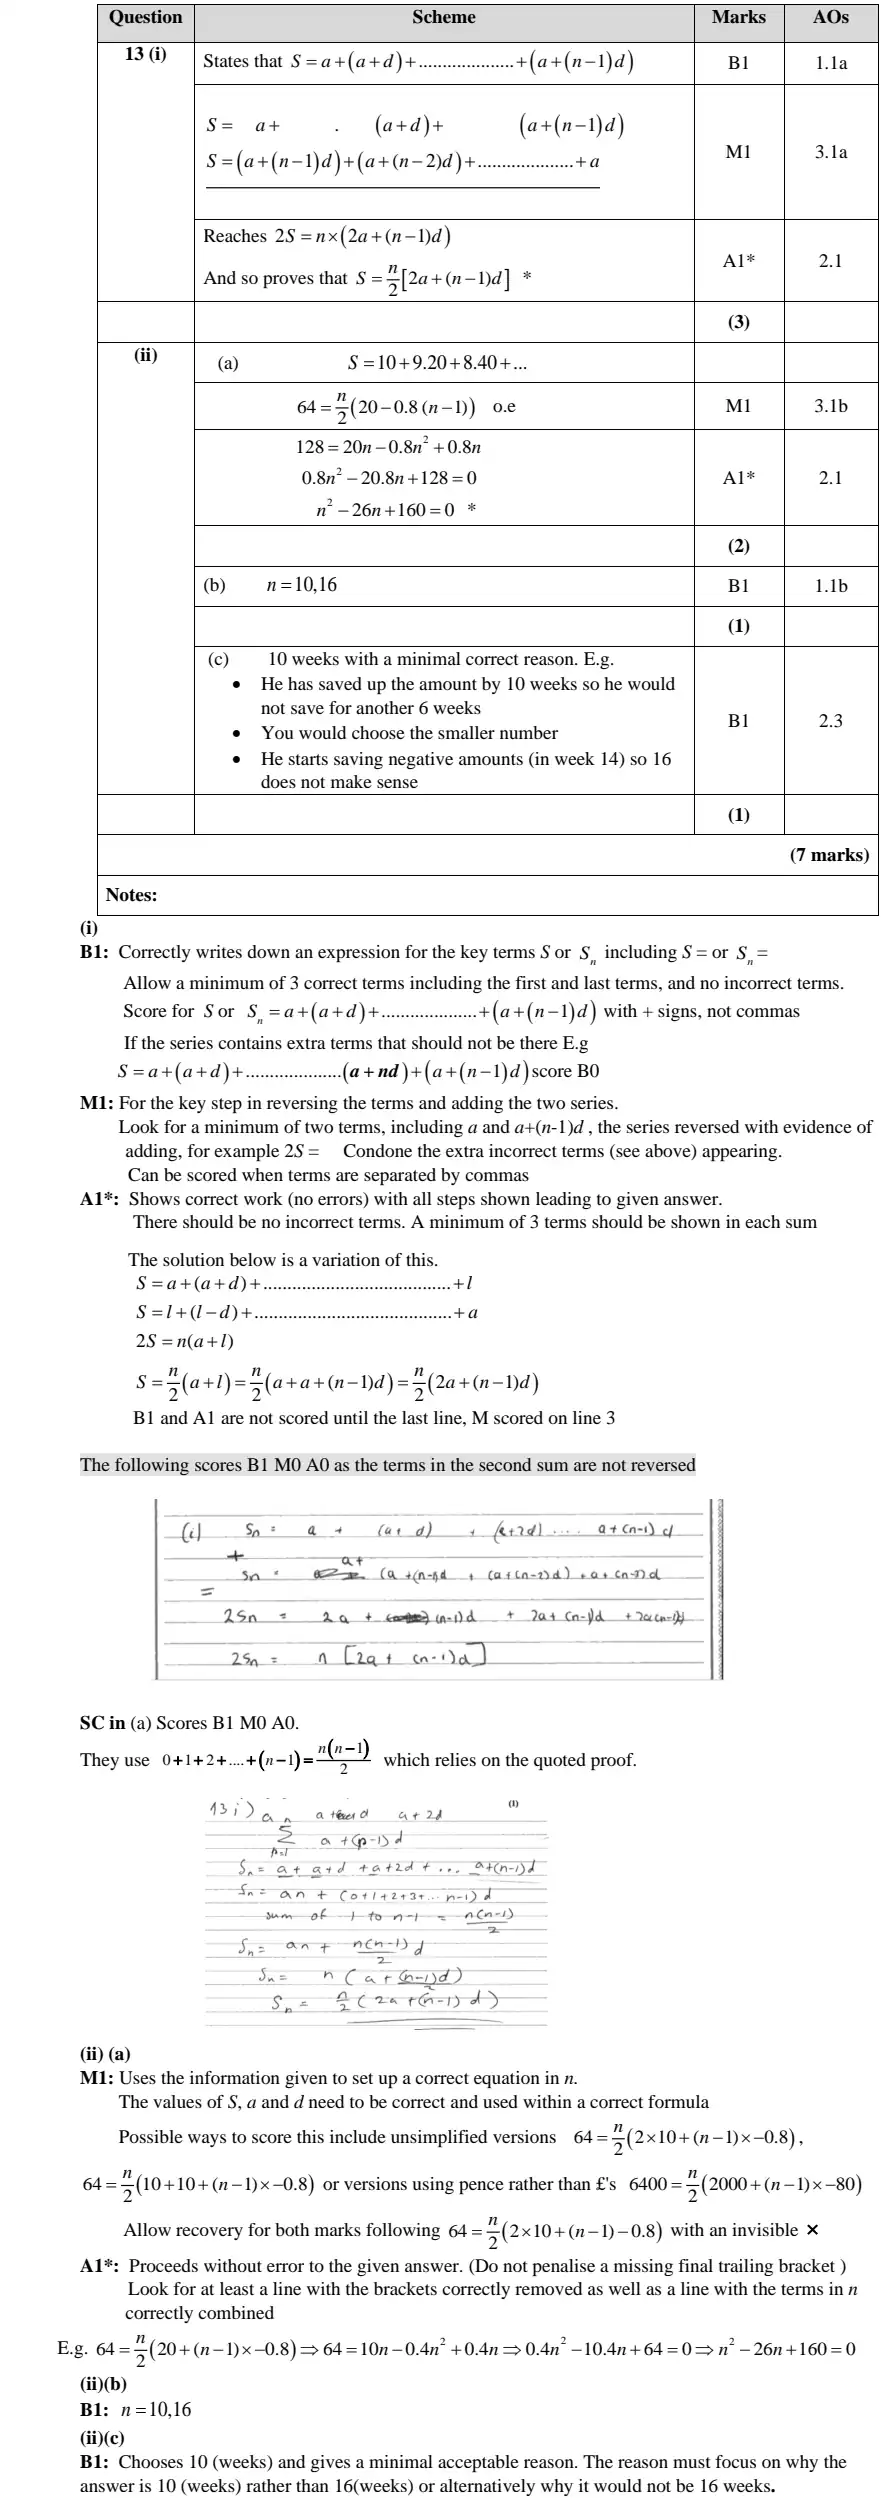 Question Scheme Marks AOs
13 (i) States that S = a + (a + d) + .................... + (a + (n − 1)d) B1 1.1a
S = a + . (a + d) + (a + (n − 1)d)
S = (a + (n − 1)d) + (a + (n − 2)d) + .................... + a
M1 3.1a
Reaches 2S = n × (2a + (n − 1)d)
And so proves that S = n/2 [2a + (n − 1)d] *
A1* 2.1
(3)
(ii) (a) S = 10 + 9.20 + 8.40 + ...
64 = n/2 (20 − 0.8 (n − 1)) o.e M1 3.1b
128 = 20n − 0.8n² + 0.8n
0.8n² − 20.8n + 128 = 0
n² − 26n + 160 = 0 *
A1* 2.1
(2)
(b) n = 10,16 B1 1.1b
(1)
(c) 10 weeks with a minimal correct reason. E.g.
• He has saved up the amount by 10 weeks so he would
not save for another 6 weeks
• You would choose the smaller number
• He starts saving negative amounts (in week 14) so 16
does not make sense
B1 2.3
(1)
(7 marks)
Notes:
(i)
B1: Correctly writes down an expression for the key terms S or Sₙ including S = or Sₙ =
Allow a minimum of 3 correct terms including the first and last terms, and no incorrect terms.
Score for S or Sₙ = a + (a + d) + .................... + (a + (n − 1)d) with + signs, not commas
If the series contains extra terms that should not be there E.g
S = a + (a + d) + ....................(a + nd) + (a + (n − 1)d) score B0
M1: For the key step in reversing the terms and adding the two series.
Look for a minimum of two terms, including a and a+(n-1)d , the series reversed with evidence of
adding, for example 2S = Condone the extra incorrect terms (see above) appearing.
Can be scored when terms are separated by commas
A1*: Shows correct work (no errors) with all steps shown leading to given answer.
There should be no incorrect terms. A minimum of 3 terms should be shown in each sum
The solution below is a variation of this.
S = a + (a + d) + ....................................... + l
S = l + (l − d) + ......................................... + a
2S = n(a + l)
S = n/2 (a + l) = n/2 (a + a + (n − 1)d) = n/2 (2a + (n − 1)d)
B1 and A1 are not scored until the last line, M scored on line 3
The following scores B1 M0 A0 as the terms in the second sum are not reversed
(i) Sn = a + (a + d) + (a+2d) .... a + (n-1) d
+
Sn = a+ (a +(n-1)d + (a+(n-2)d) + a + (n-3)d
=
2Sn = 2a + (n-1)d + 2a + (n-1)d + 2a(n-1)d
2Sn = n [2a + (n-1)d]
SC in (a) Scores B1 M0 A0.
They use 0 + 1 + 2 + .... + (n − 1) = n(n − 1)/2 which relies on the quoted proof.
(1)
13 i) a a + d a + 2d
n Σ p=1 a + (p-1) d
Sn = a + a+d + a+2d + ... a+(n-1)d
Sn = an + (0+1+2+3+... n-1) d
sum of 1 to n-1 = n(n-1)/2
Sn = an + n(n-1)/2 d
Sn = n (a + (n-1)d/2)
Sn = n/2 (2a + (n-1) d)
(ii) (a)
M1: Uses the information given to set up a correct equation in n.
The values of S, a and d need to be correct and used within a correct formula
Possible ways to score this include unsimplified versions 64 = n/2 (2×10 + (n − 1)× −0.8) ,
64 = n/2 (10 + 10 + (n − 1)× −0.8) or versions using pence rather than £'s 6400 = n/2 (2000 + (n − 1)× −80)
Allow recovery for both marks following 64 = n/2 (2×10 + (n − 1) − 0.8) with an invisible ×
A1*: Proceeds without error to the given answer. (Do not penalise a missing final trailing bracket )
Look for at least a line with the brackets correctly removed as well as a line with the terms in n
correctly combined
E.g. 64 = n/2 (20 + (n − 1)× −0.8) ⇒ 64 = 10n − 0.4n² + 0.4n ⇒ 0.4n² − 10.4n + 64 = 0 ⇒ n² − 26n + 160 = 0
(ii)(b)
B1: n = 10,16
(ii)(c)
B1: Chooses 10 (weeks) and gives a minimal acceptable reason. The reason must focus on why the
answer is 10 (weeks) rather than 16(weeks) or alternatively why it would not be 16 weeks.